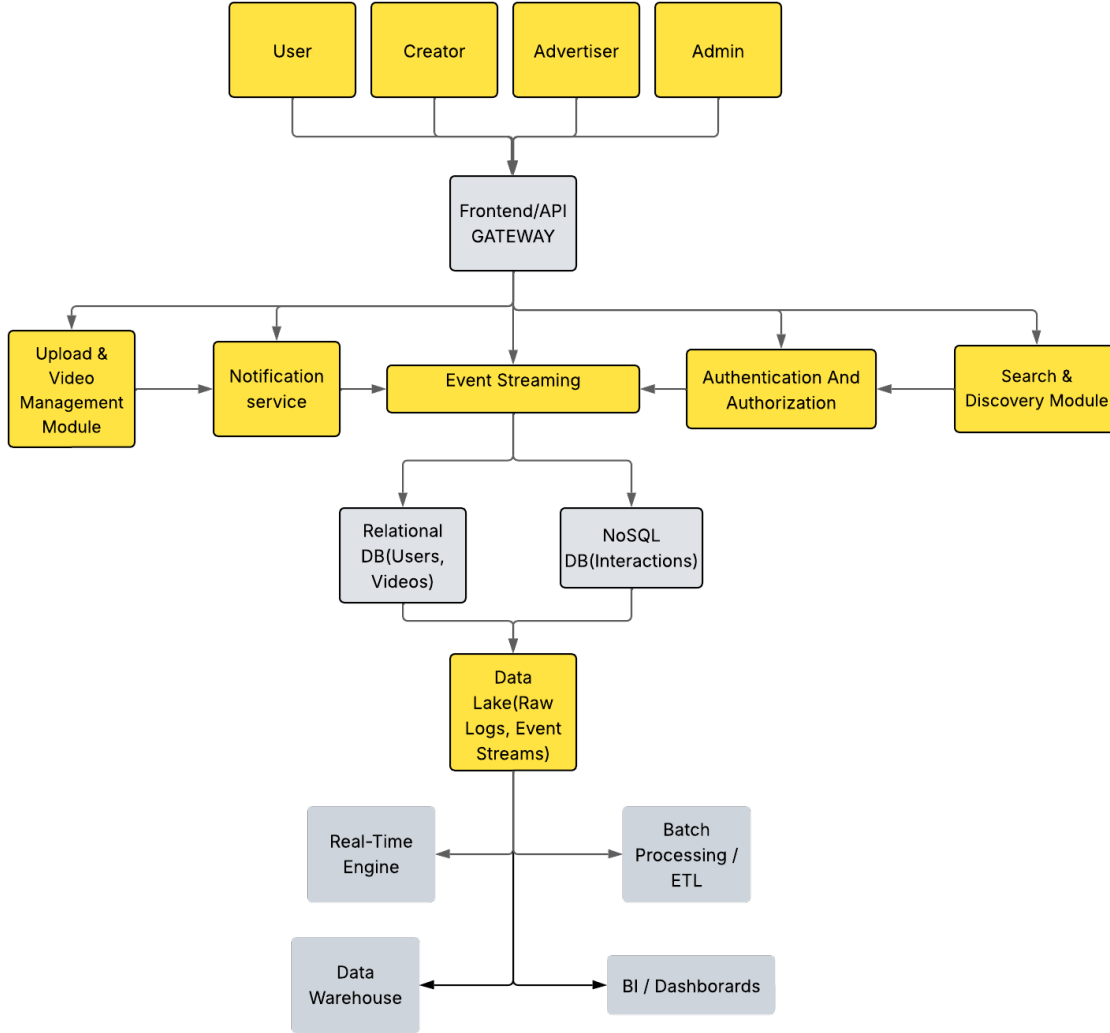 User
Creator
Advertiser
Admin
Frontend/API
GATEWAY
Upload &
Video
Management
Module
Notification
service
Event Streaming
Authentication And
Authorization
Search &
Discovery Module
Relational
DB(Users,
Videos)
NoSQL
DB(Interactions)
Data
Lake(Raw
Logs, Event
Streams)
Real-Time
Engine
Batch
Processing /
ETL
Data
Warehouse
BI / Dashborards